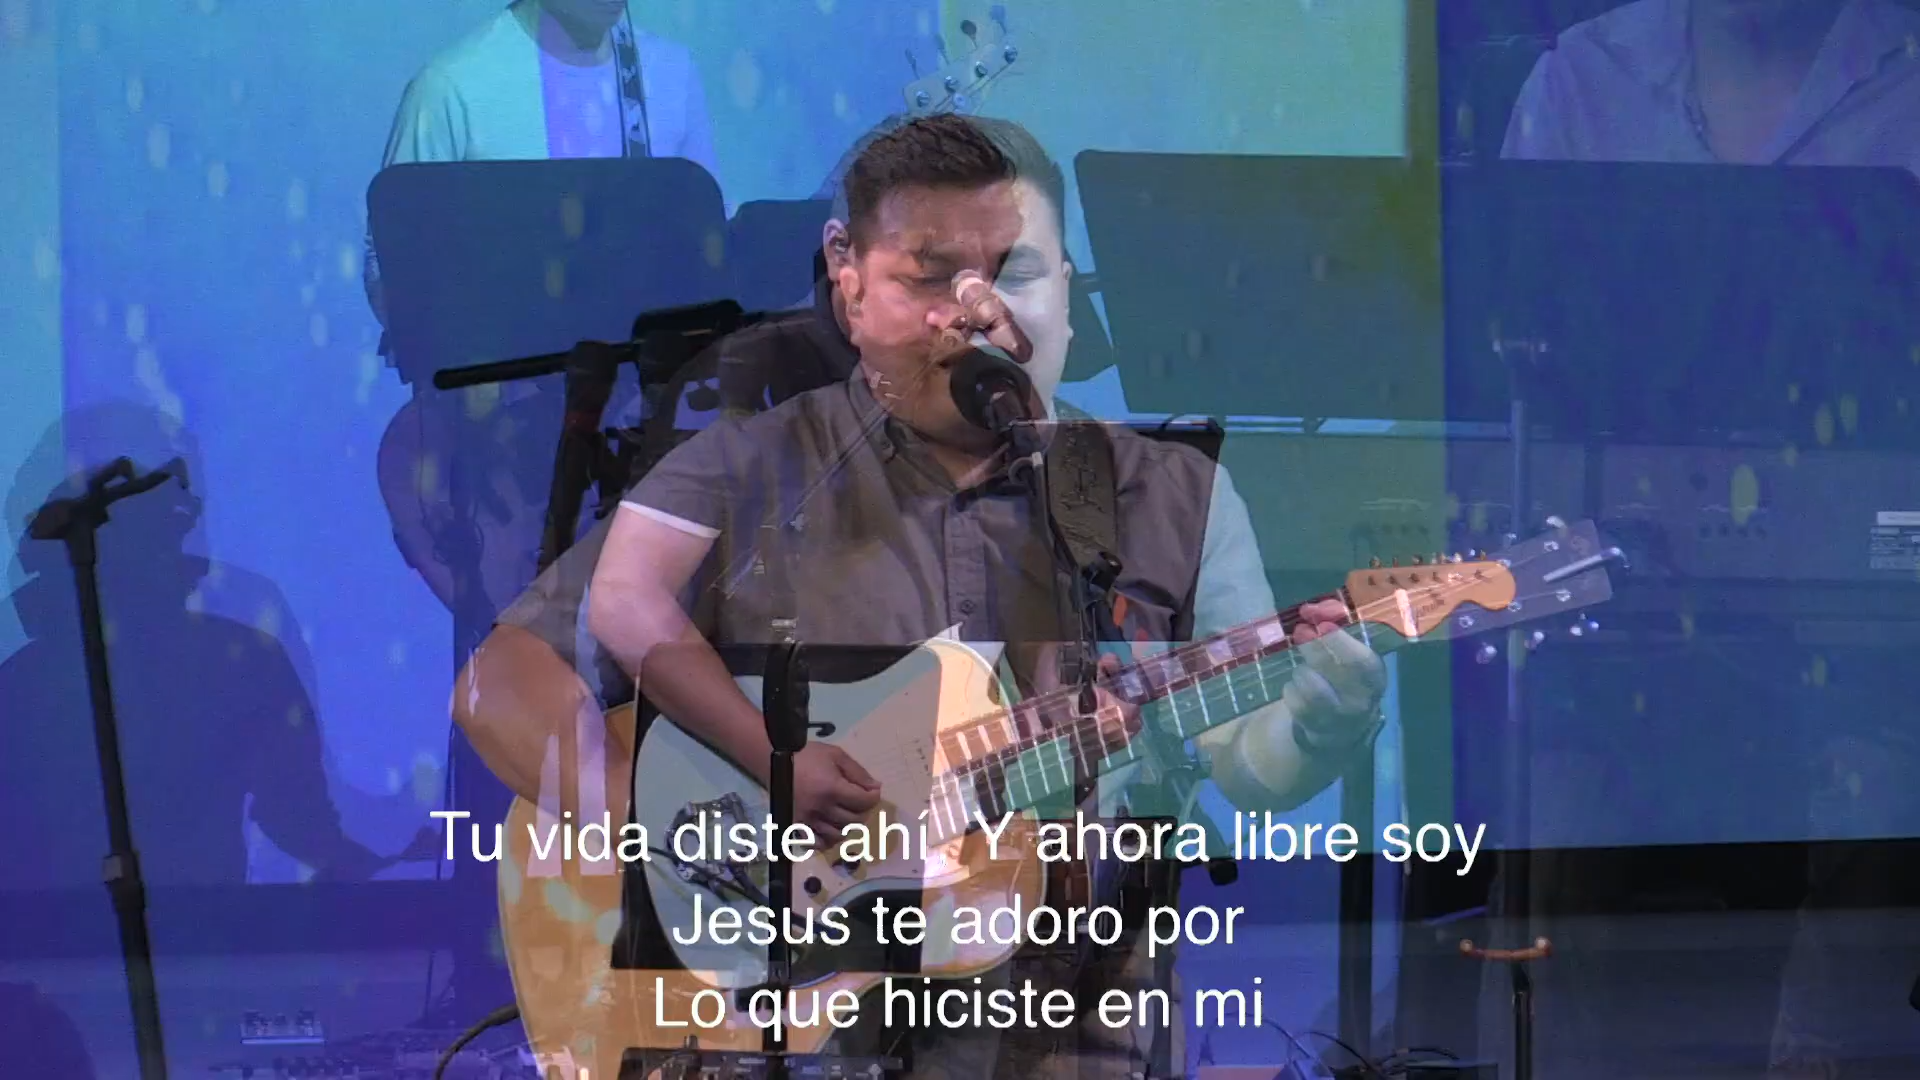 Tu vida diste ahí  Y ahora libre soy
Jesus te adoro por
Lo que hiciste en mi